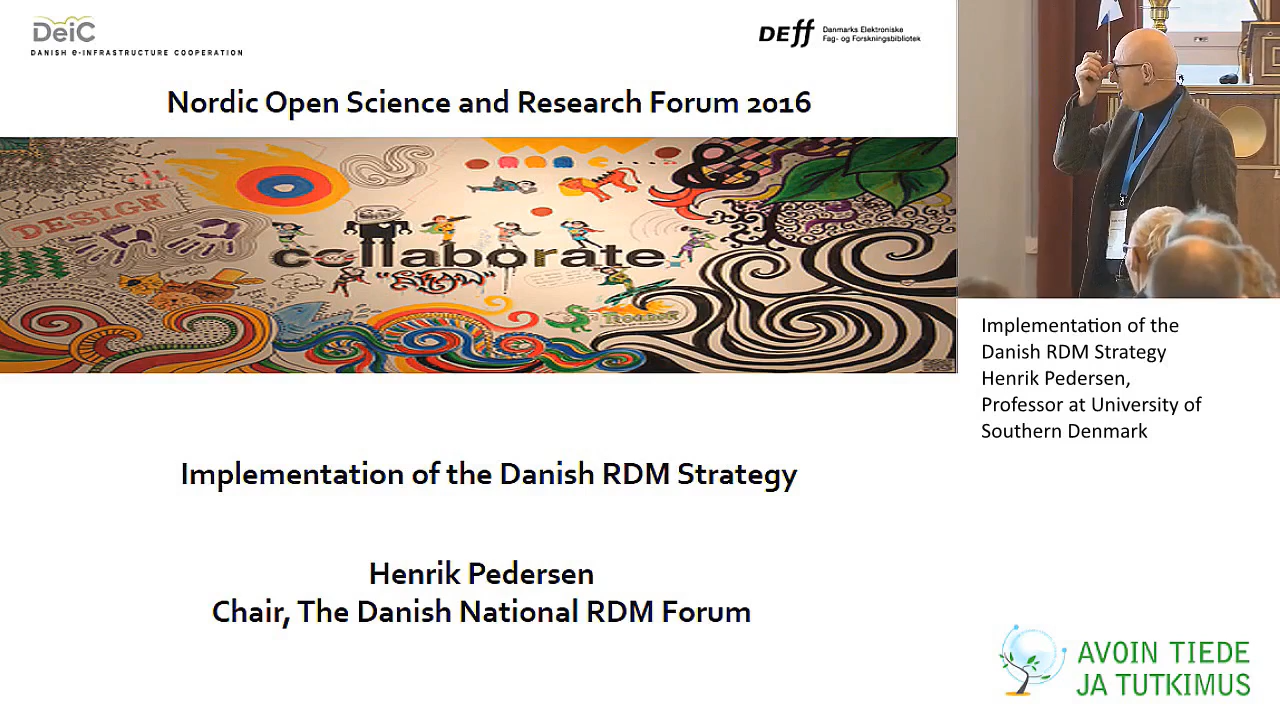 DeiC
DANISH e-INFRASTRUCTURE COOPERATION
DEff
Danmarks Elektroniske
Fag- og Forskningsbibliotek
Nordic Open Science and Research Forum 2016
DESIGN
collaborate
Implementation of the Danish RDM Strategy
Henrik Pedersen
Chair, The Danish National RDM Forum
Implementation of the
Danish RDM Strategy
Henrik Pedersen,
Professor at University of
Southern Denmark
AVOIN TIEDE
JA TUTKIMUS